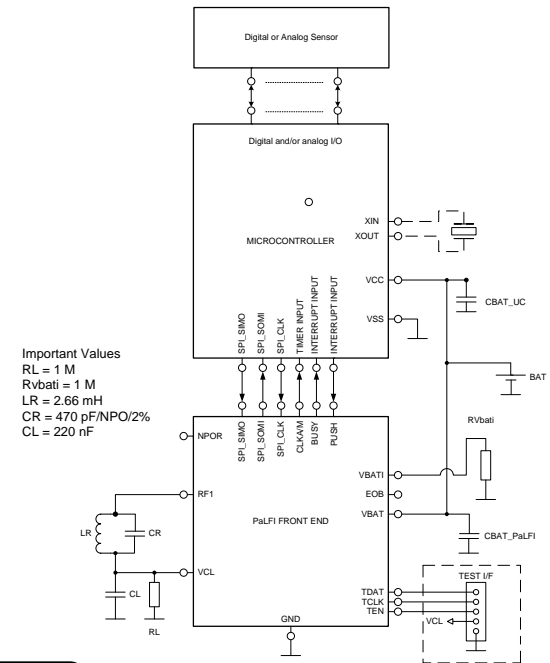 Digital or Analog Sensor
Digital and/or analog I/O
MICROCONTROLLER
XIN
XOUT
VCC
VSS
CBAT_UC
BAT
SPI_SIMO
SPI_SOMI
SPI_CLK
TIMER INPUT
INTERRUPT INPUT
INTERRUPT INPUT
Important Values
RL = 1 M
Rvbati = 1 M
LR = 2.66 mH
CR = 470 pF/NPO/2%
CL = 220 nF
SPI_SIMO
SPI_SOMI
SPI_CLK
CLKA/M
BUSY
PUSH
NPOR
RVbati
VBATI
RF1
EOB
VBAT
PaLFI FRONT END
LR
CR
CBAT_PaLFI
VCL
TEST I/F
CL
RL
TDAT
TCLK
TEN
VCL
GND